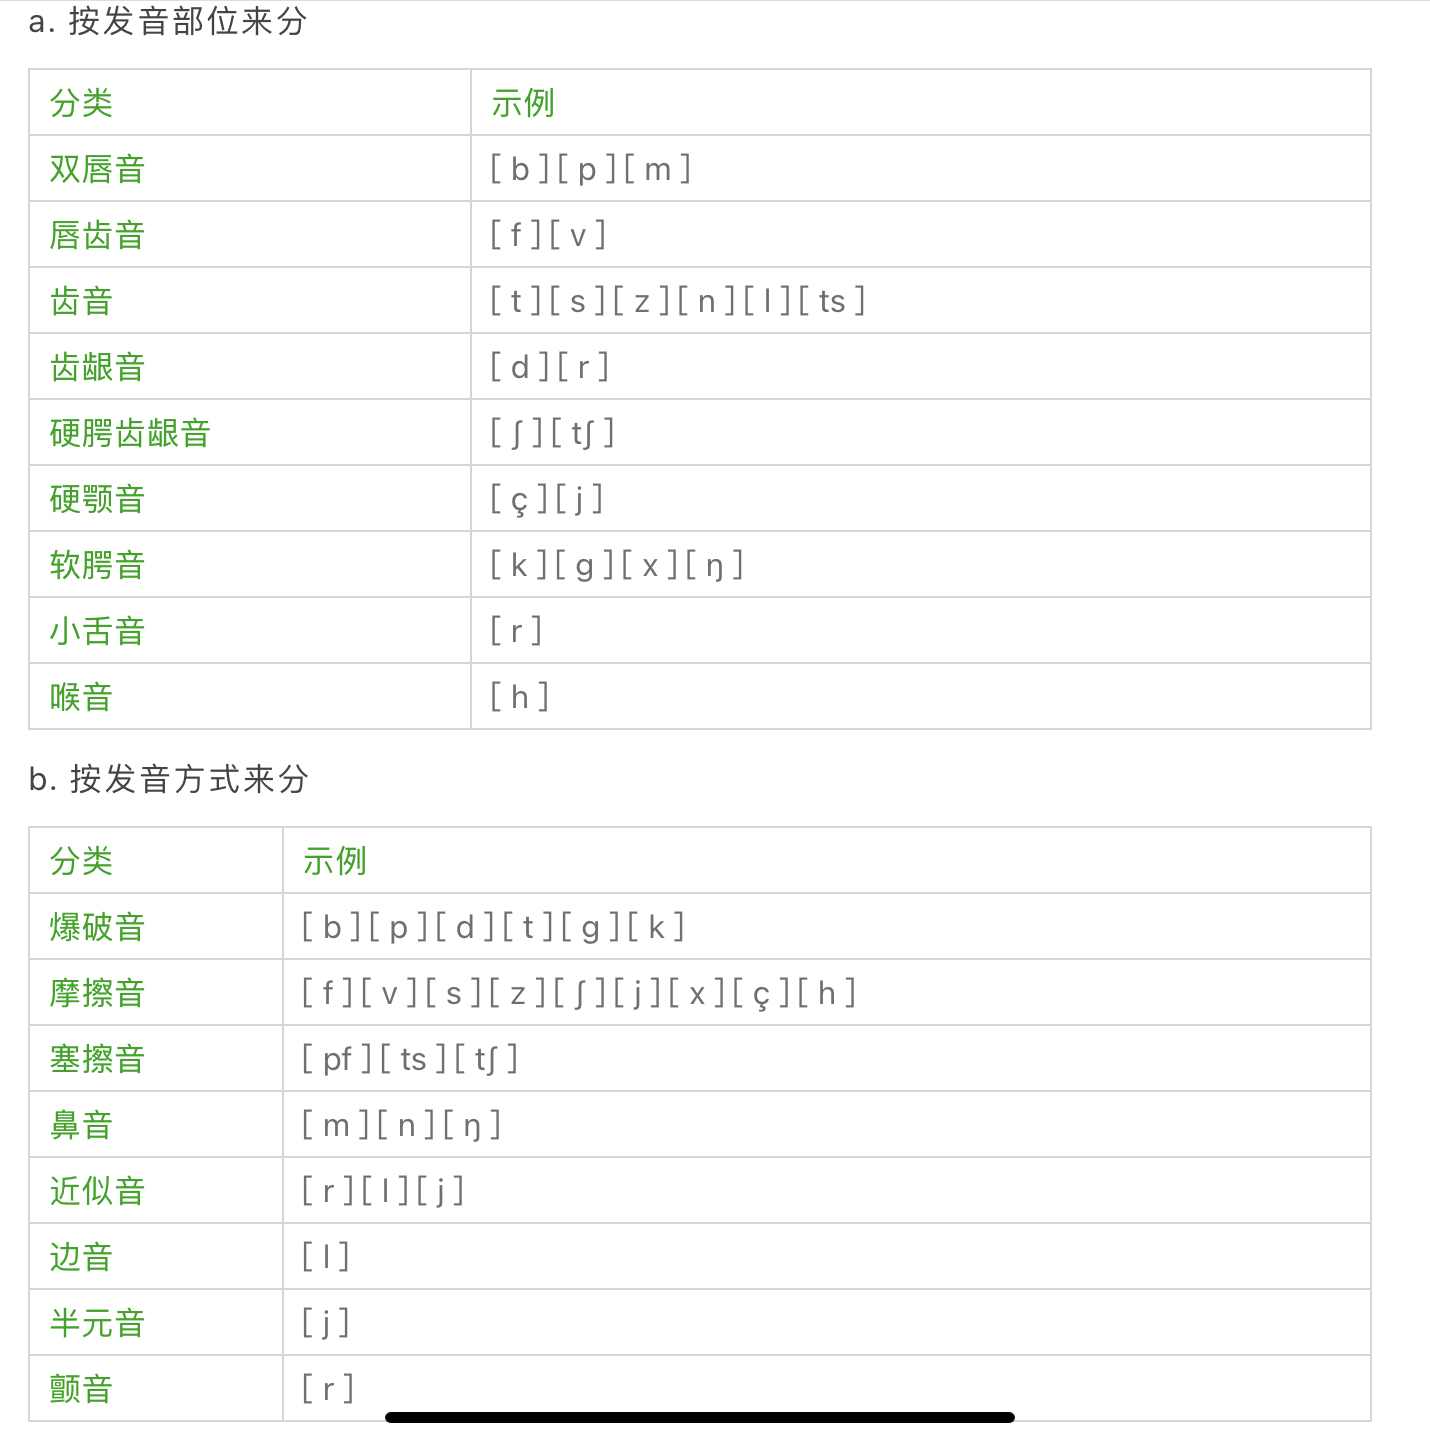 a. 按发音部位来分
分类 示例
双唇音 [ b ][ p ][ m ]
唇齿音 [ f ][ v ]
齿音 [ t ][ s ][ z ][ n ][ l ][ ts ]
齿龈音 [ d ][ r ]
硬腭齿龈音 [ ʃ ][ tʃ ]
硬颚音 [ ç ][ j ]
软腭音 [ k ][ g ][ x ][ ŋ ]
小舌音 [ r ]
喉音 [ h ]
b. 按发音方式来分
分类 示例
爆破音 [ b ][ p ][ d ][ t ][ g ][ k ]
摩擦音 [ f ][ v ][ s ][ z ][ ʃ ][ j ][ x ][ ç ][ h ]
塞擦音 [ pf ][ ts ][ tʃ ]
鼻音 [ m ][ n ][ ŋ ]
近似音 [ r ][ l ][ j ]
边音 [ l ]
半元音 [ j ]
颤音 [ r ]